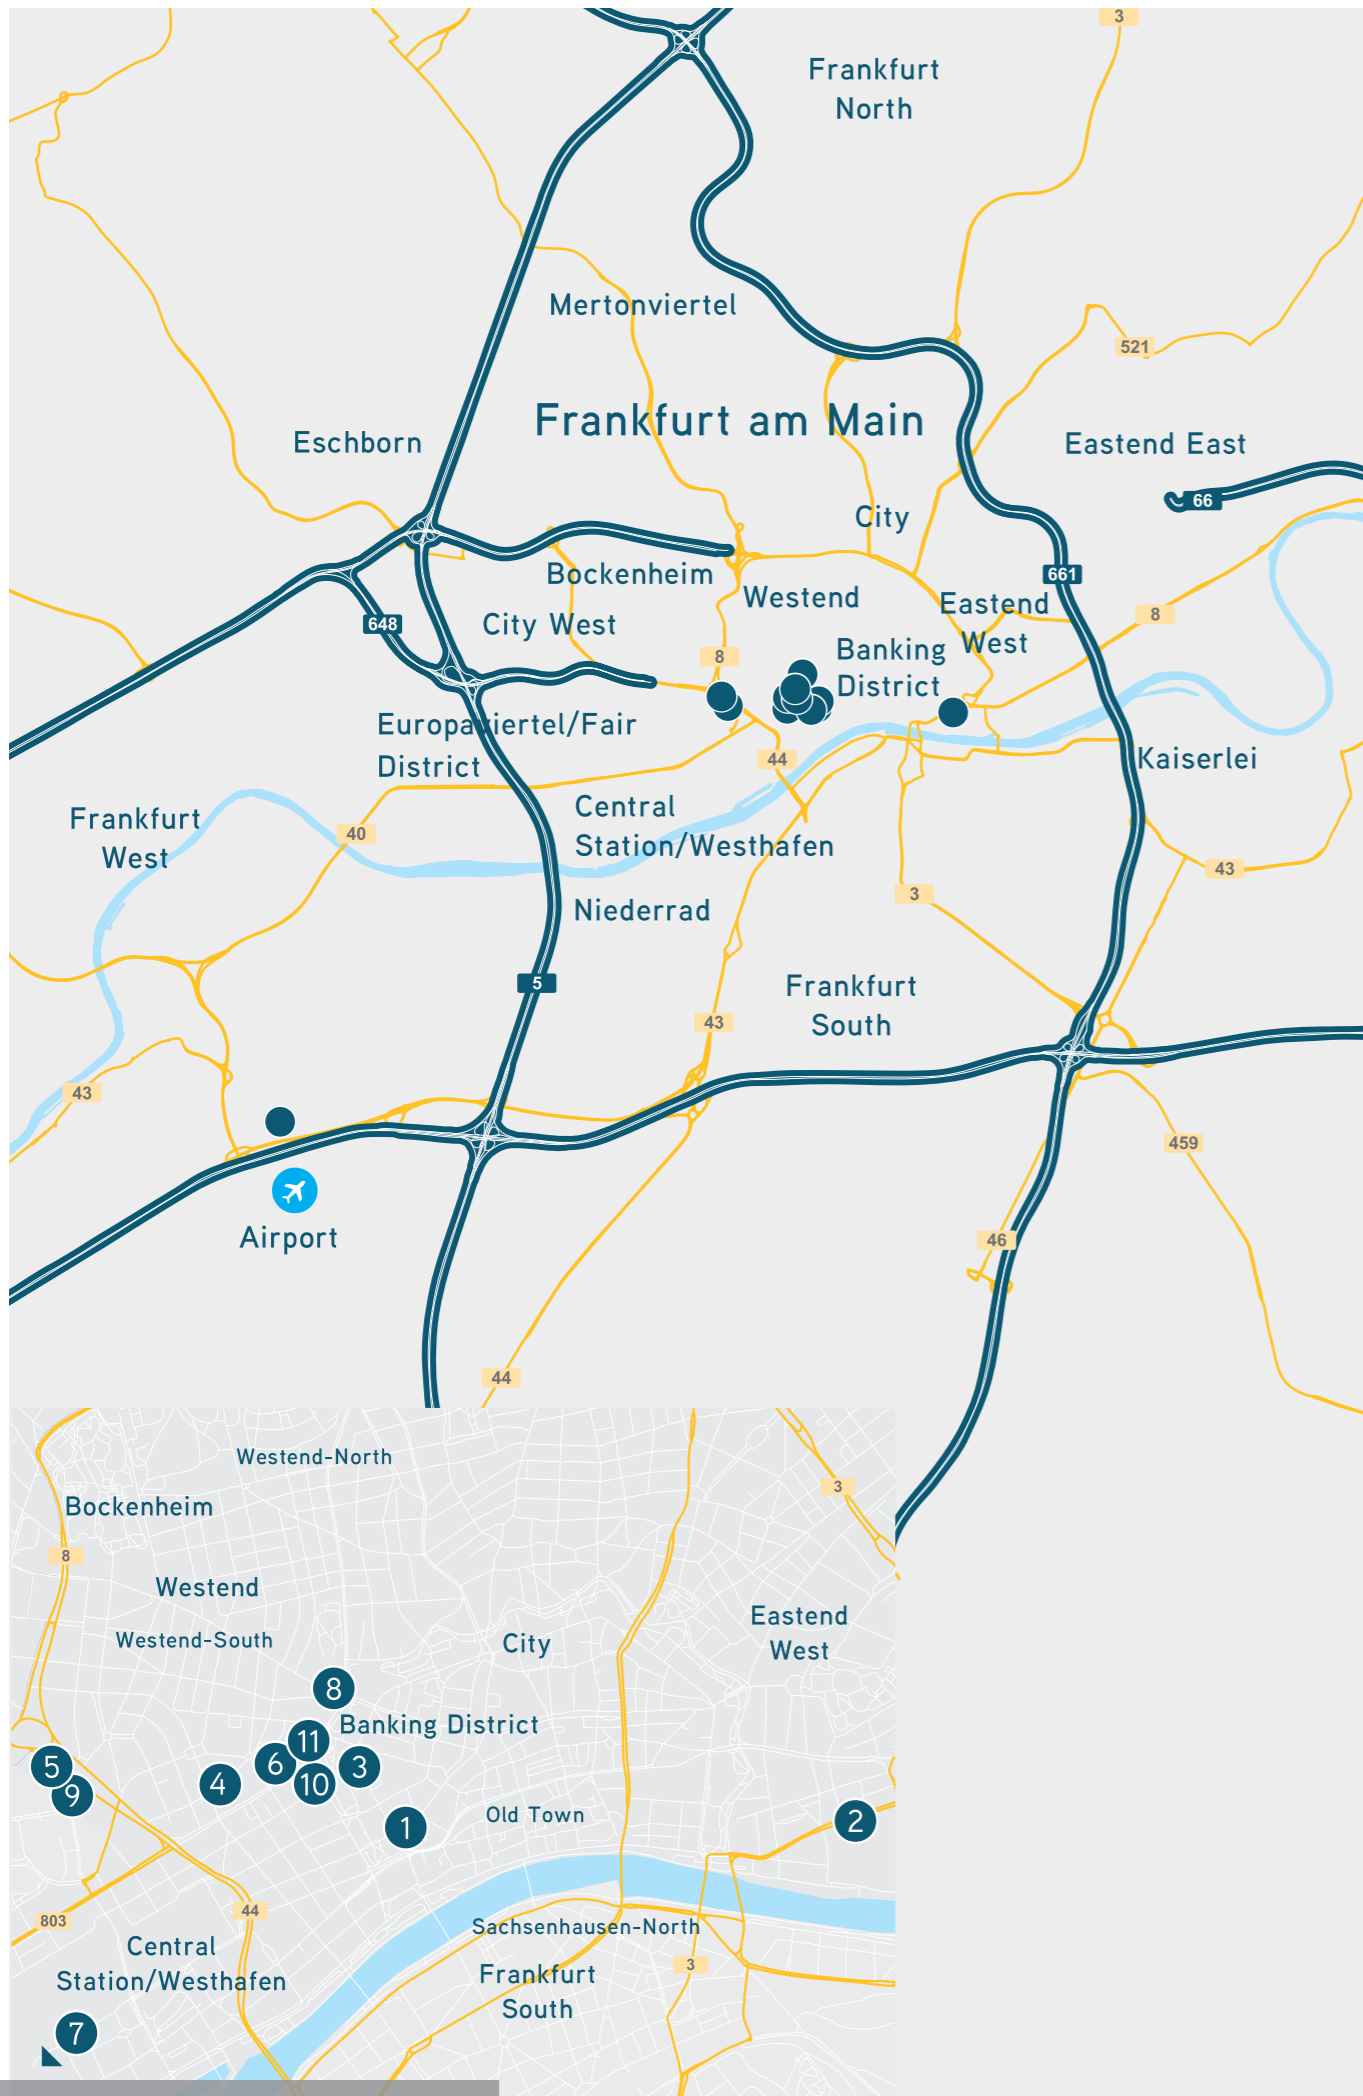 3
Frankfurt
North
Mertonviertel
521
Frankfurt am Main
Eschborn
Eastend East
66
City
Bockenheim
661
Westend
Eastend
West
8
648
City West
8
Banking
District
Europaviertel/Fair
District
44
Kaiserlei
Central
Station/Westhafen
Frankfurt
West
40
43
3
Niederrad
5
Frankfurt
South
43
43
459
Airport
46
44
Westend-North
3
Bockenheim
8
Westend
Eastend
West
Westend-South
City
8
Banking District
11
5
6
3
4
10
9
Old Town
1
2
44
803
Sachsenhausen-North
Central
Station/Westhafen
3
Frankfurt
South
7